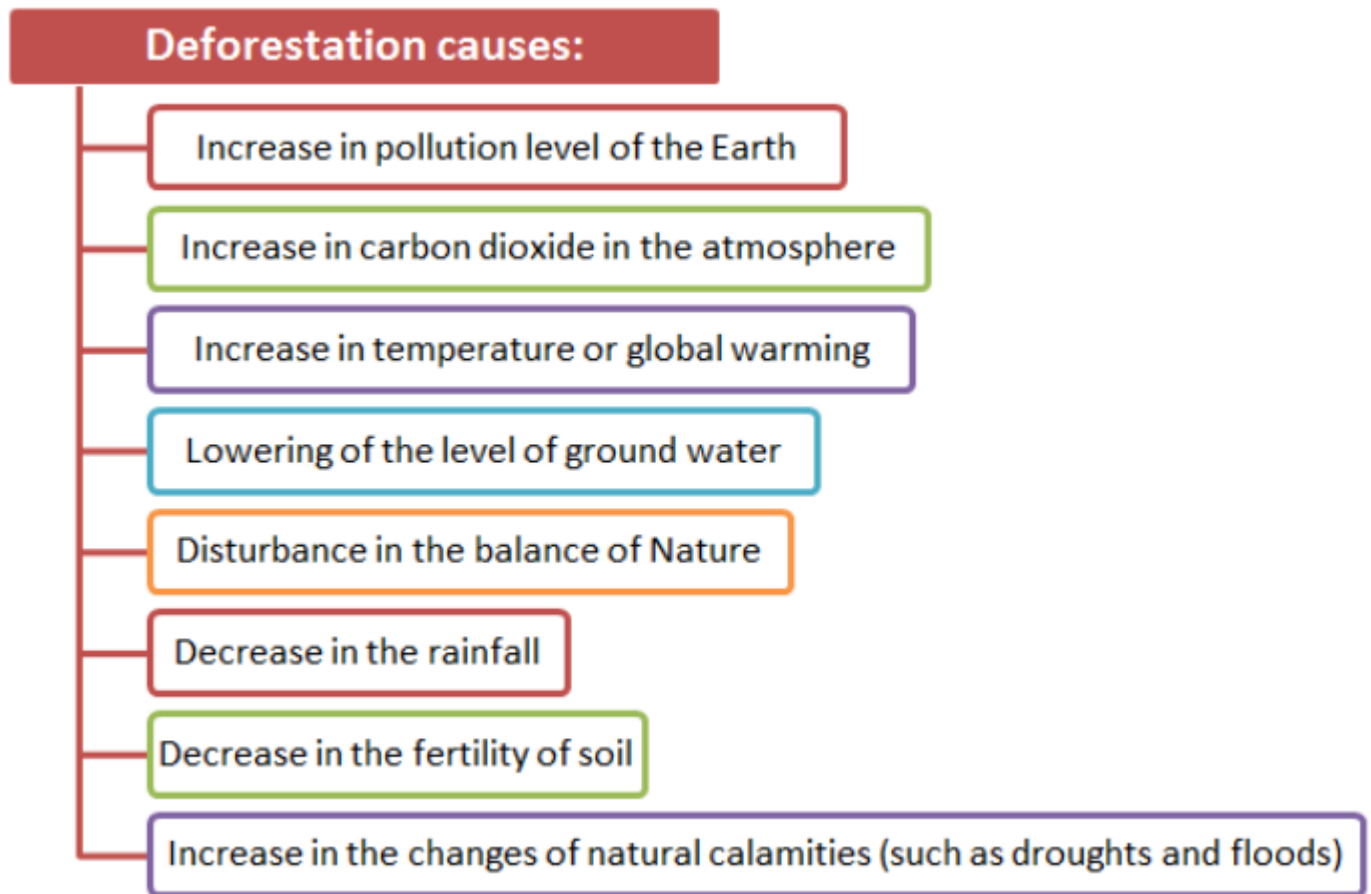 Deforestation causes:
Increase in pollution level of the Earth
Increase in carbon dioxide in the atmosphere
Increase in temperature or global warming
Lowering of the level of ground water
Disturbance in the balance of Nature
Decrease in the rainfall
Decrease in the fertility of soil
Increase in the changes of natural calamities (such as droughts and floods)